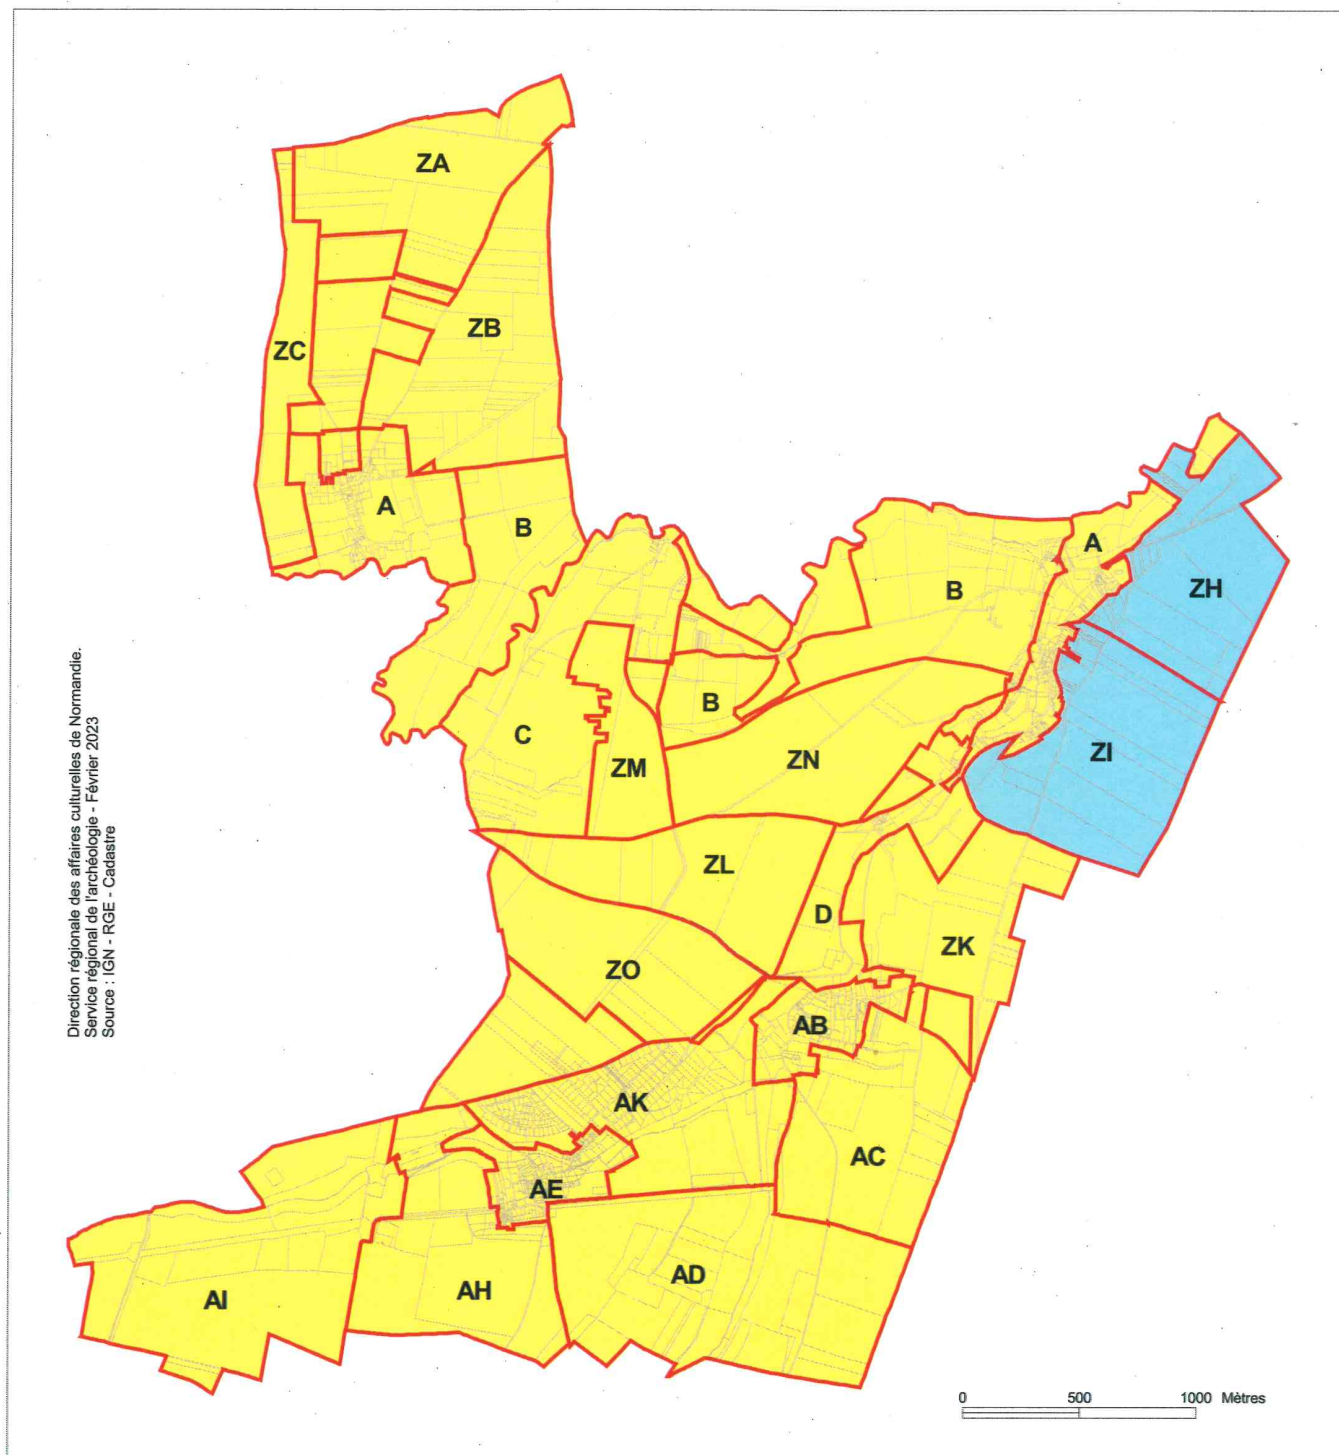 ZA
ZB
ZC
A
B
A
B
ZH
B
C
ZM
ZN
ZI
ZL
D
ZK
ZO
AB
AK
AC
AE
AD
AH
AI
Direction régionale des affaires culturelles de Normandie.
Service régional de l'archéologie - Février 2023
Source : IGN - RGE - Cadastre
0 500 1000 Mètres